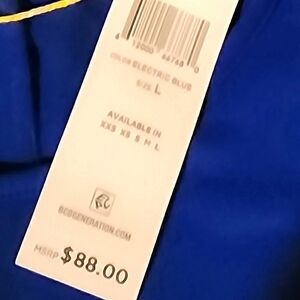 COLOR ELECTRIC BLUE
SIZE L
AVAILABLE IN
XXS XS S M L
BCBGENERATION.COM
MSRP $88.00